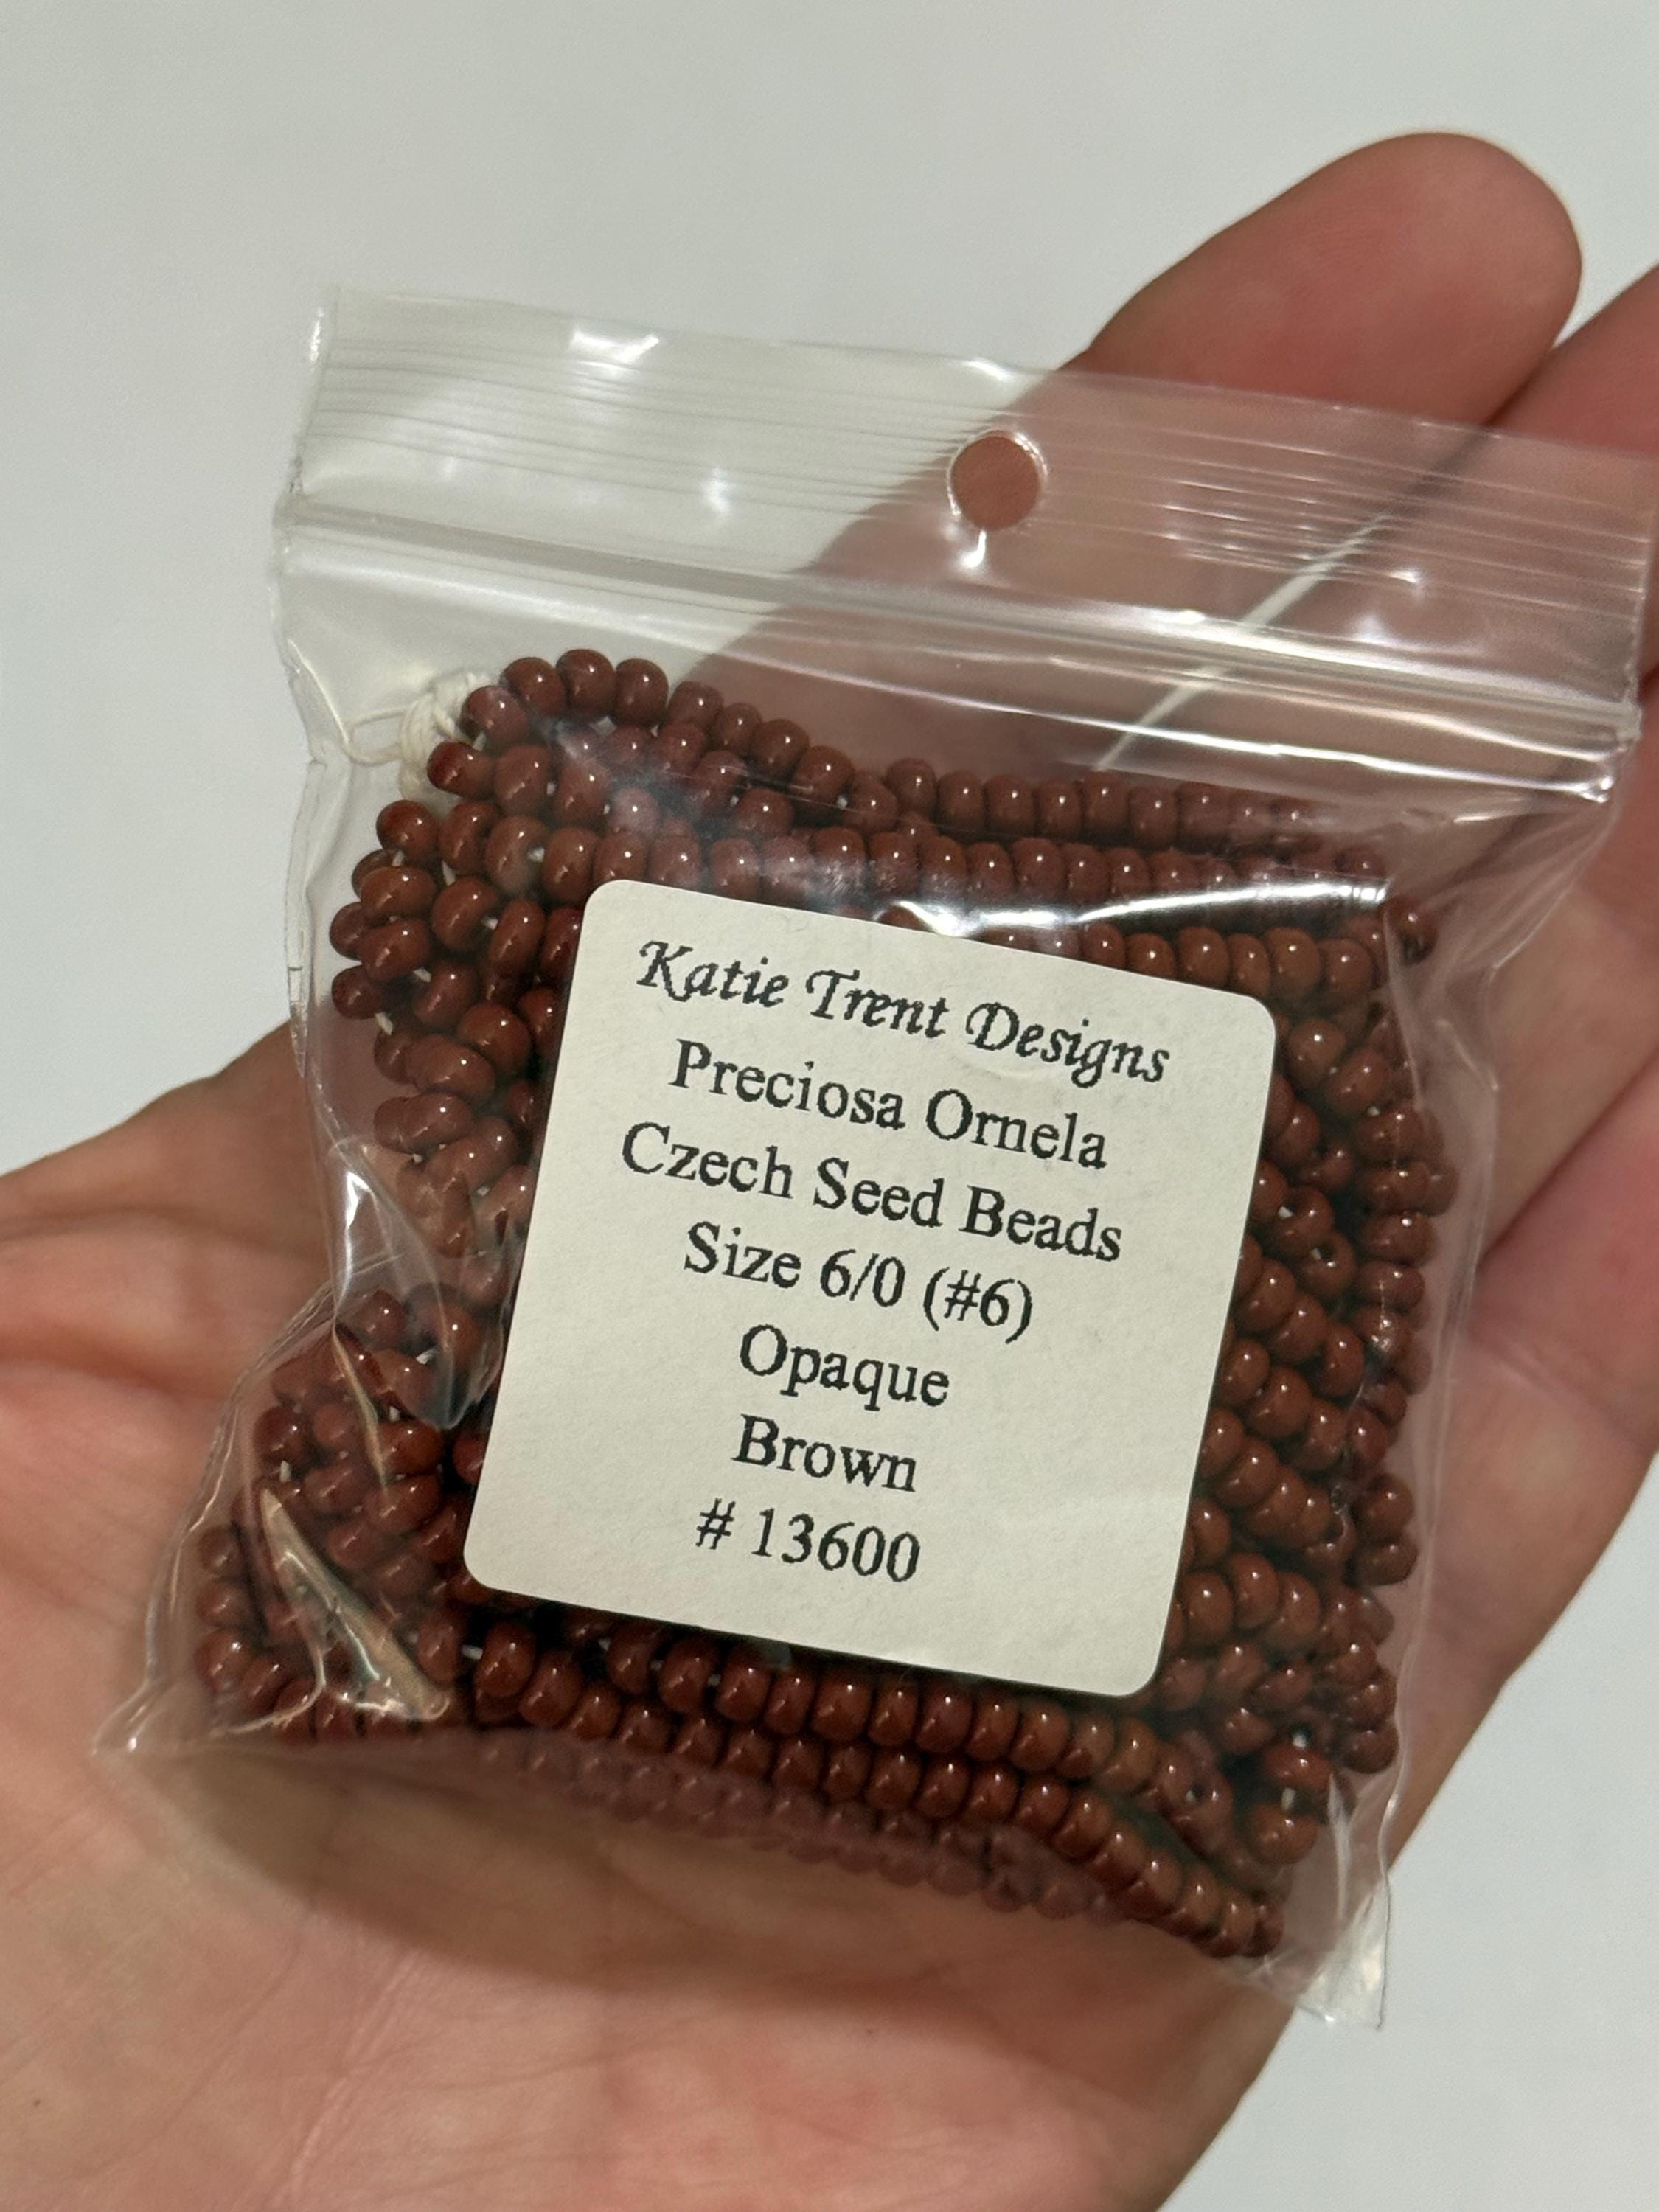 Katie Trent Designs
Preciosa Ornela
Czech Seed Beads
Size 6/0 (#6)
Opaque
Brown
# 13600